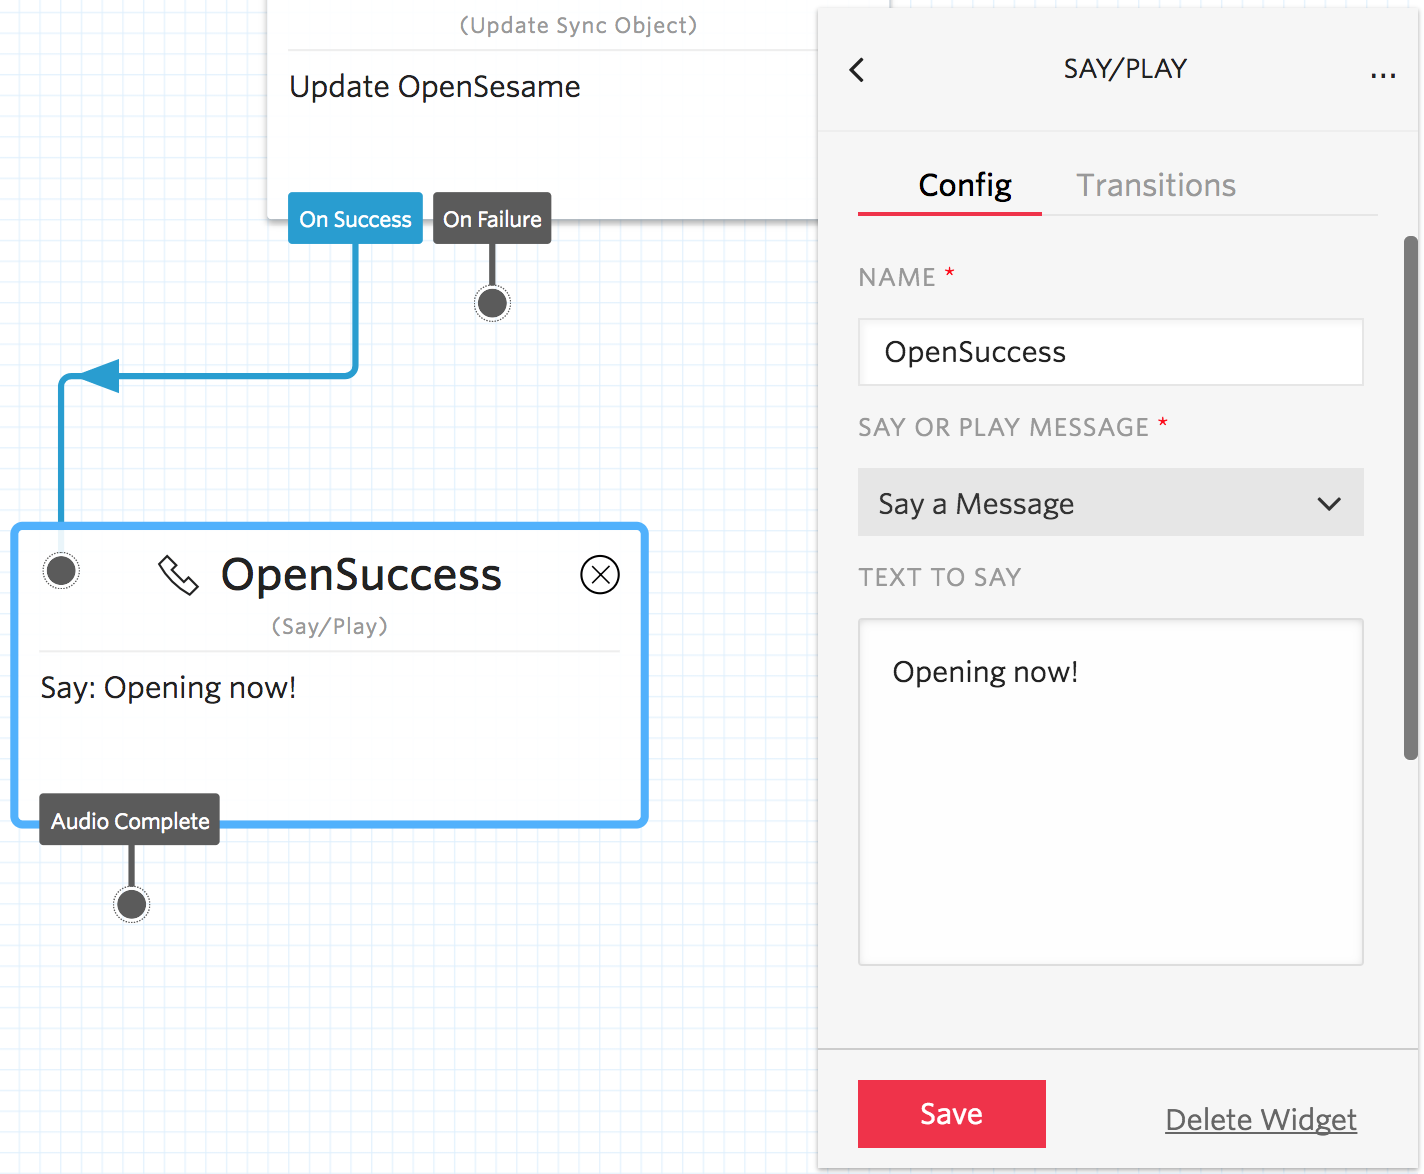 (Update Sync Object)
Update OpenSesame
On Success
On Failure
OpenSuccess
(Say/Play)
Say: Opening now!
Audio Complete
SAY/PLAY
...
Config
Transitions
NAME *
OpenSuccess
SAY OR PLAY MESSAGE *
Say a Message
TEXT TO SAY
Opening now!
Save
Delete Widget